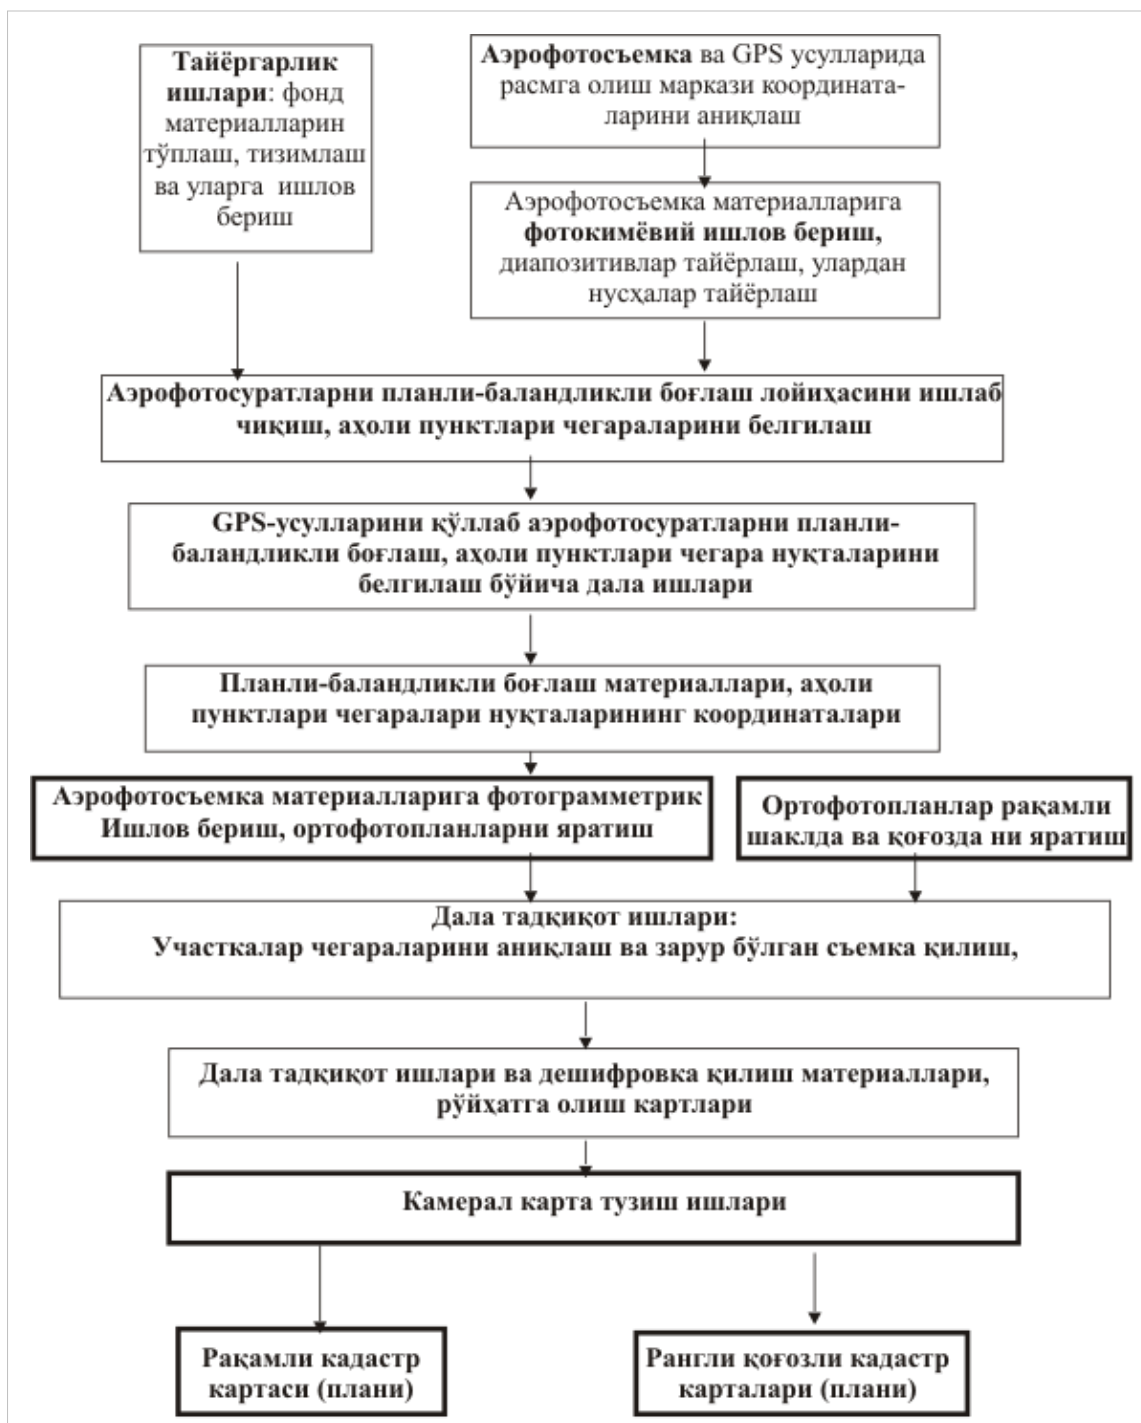 Тайёргарлик
ишлари: фонд
материалларин
тўплаш, тизимлаш
ва уларга ишлов
бериш
Аэрофотосъемка ва GPS усулларида
расмга олиш маркази координата-
ларини аниқлаш
Аэрофотосъемка материалларига
фотокимёвий ишлов бериш,
диапозитивлар тайёрлаш, улардан
нусҳалар тайёрлаш
Аэрофотосуратларни планли-баландликли боғлаш лойиҳасини ишлаб
чиқиш, аҳоли пунктлари чегараларини белгилаш
GPS-усулларини қўллаб аэрофотосуратларни планли-
баландликли боғлаш, аҳоли пунктлари чегара нуқталарини
белгилаш бўйича дала ишлари
Планли-баландликли боғлаш материаллари, аҳоли
пунктлари чегаралари нуқталарининг координаталари
Аэрофотосъемка материалларига фотограмметрик
Ишлов бериш, ортофотопланларни яратиш
Ортофотопланлар рақамли
шаклда ва қоғозда ни яратиш
Дала тадқиқот ишлари:
Участкалар чегараларини аниқлаш ва зарур бўлган съемка қилиш,
Дала тадқиқот ишлари ва дешифровка қилиш материаллари,
рўйҳатга олиш картлари
Камерал карта тузиш ишлари
Рақамли кадастр
картаси (плани)
Рангли қоғозли кадастр
карталари (плани)